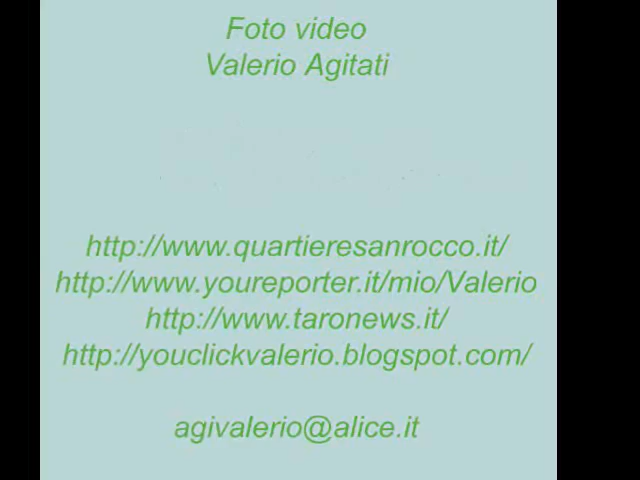 Foto video
Valerio Agitati
http://www.quartieresanrocco.it/
http://www.youreporter.it/mio/Valerio
http://www.taronews.it/
http://youclickvalerio.blogspot.com/
agivalerio@alice.it